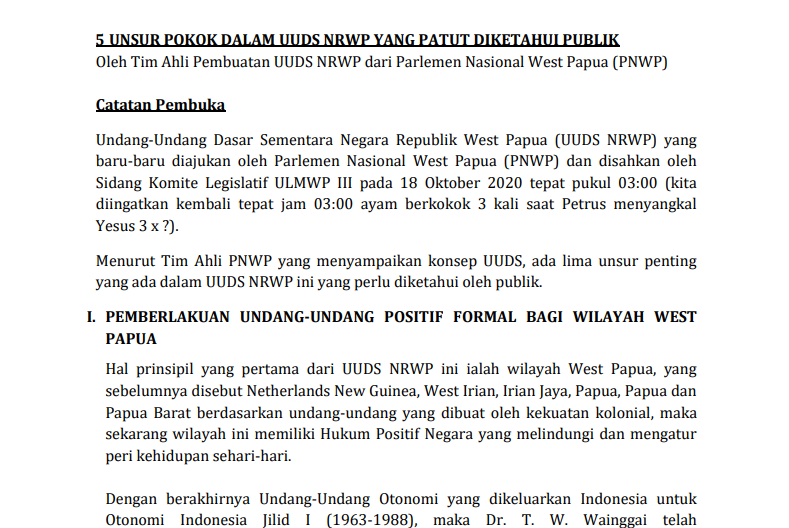 5 UNSUR POKOK DALAM UUDS NRWP YANG PATUT DIKETAHUI PUBLIK
Oleh Tim Ahli Pembuatan UUDS NRWP dari Parlemen Nasional West Papua (PNWP)
Catatan Pembuka
Undang-Undang Dasar Sementara Negara Republik West Papua (UUDS NRWP) yang
baru-baru diajukan oleh Parlemen Nasional West Papua (PNWP) dan disahkan oleh
Sidang Komite Legislatif ULMWP III pada 18 Oktober 2020 tepat pukul 03:00 (kita
diingatkan kembali tepat jam 03:00 ayam berkokok 3 kali saat Petrus menyangkal
Yesus 3 x ?).
Menurut Tim Ahli PNWP yang menyampaikan konsep UUDS, ada lima unsur penting
yang ada dalam UUDS NRWP ini yang perlu diketahui oleh publik.
I. PEMBERLAKUAN UNDANG-UNDANG POSITIF FORMAL BAGI WILAYAH WEST
PAPUA
Hal prinsipil yang pertama dari UUDS NRWP ini ialah wilayah West Papua, yang
sebelumnya disebut Netherlands New Guinea, West Irian, Irian Jaya, Papua, Papua dan
Papua Barat berdasarkan undang-undang yang dibuat oleh kekuatan kolonial, maka
sekarang wilayah ini memiliki Hukum Positif Negara yang melindungi dan mengatur
peri kehidupan sehari-hari.
Dengan berakhirnya Undang-Undang Otonomi yang dikeluarkan Indonesia untuk
Otonomi Indonesia Jilid I (1963-1988), maka Dr. T. W. Wainggai telah